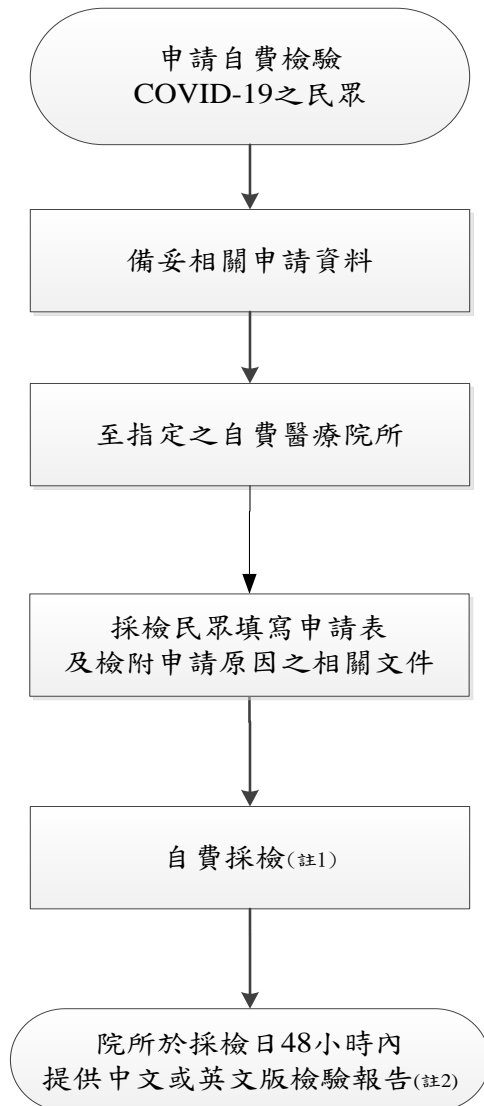 申請自費檢驗
COVID-19之民眾
備妥相關申請資料
至指定之自費醫療院所
採檢民眾填寫申請表
及檢附申請原因之相關文件
自費採檢(註1)
院所於採檢日48小時內
提供中文或英文版檢驗報告(註2)